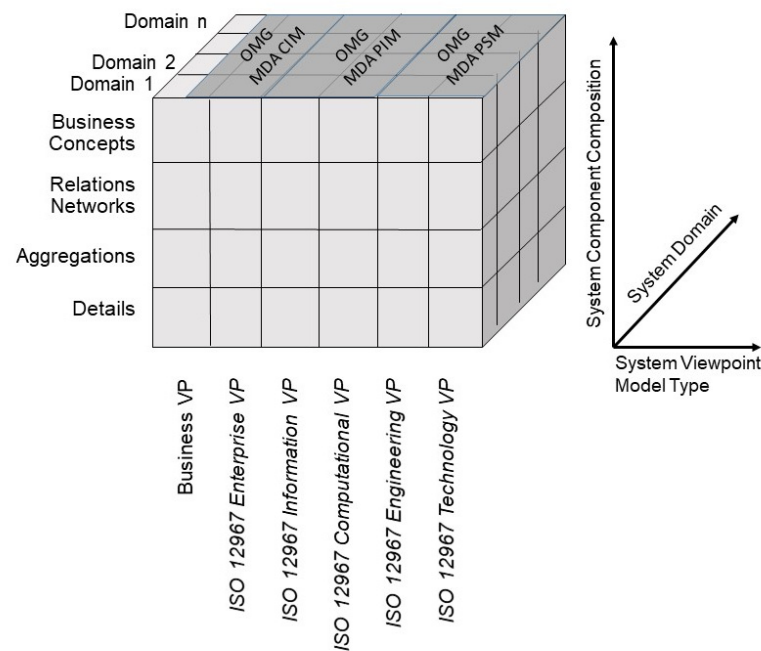 Domain n
Domain 2
Domain 1
OMG
MDA CIM
OMG
MDA PIM
OMG
MDA PSM
Business
Concepts
Relations
Networks
Aggregations
Details
Business VP
ISO 12967 Enterprise VP
ISO 12967 Information VP
ISO 12967 Computational VP
ISO 12967 Engineering VP
ISO 12967 Technology VP
System Component Composition
System Domain
System Viewpoint
Model Type